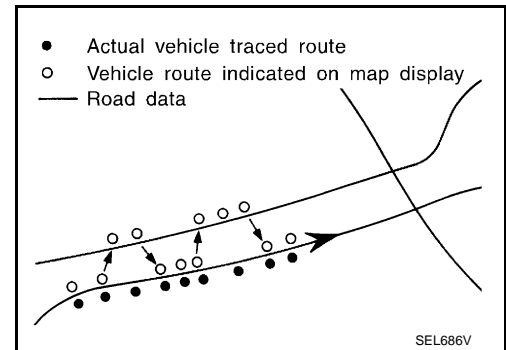 Actual vehicle traced route
Vehicle route indicated on map display
Road data
SEL686V